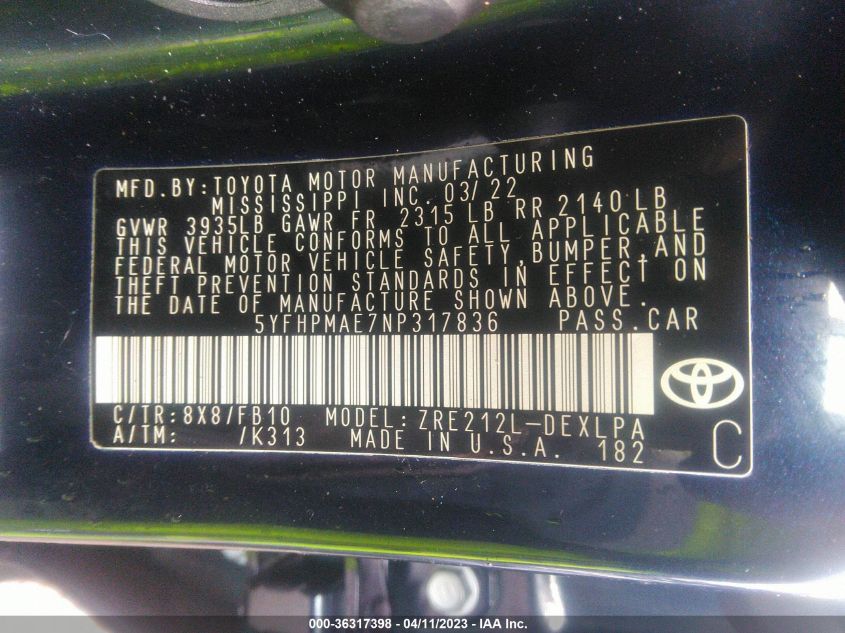 MFD.BY:TOYOTA MOTOR MANUFACTURING
MISSISSIPPI INC. 03/22
GVWR 3935LB GAWR FR 2315 LB RR 2140 LB
THIS VEHICLE CONFORMS TO ALL APPLICABLE
FEDERAL MOTOR VEHICLE SAFETY,BUMPER,AND
THEFT PREVENTION STANDARDS IN EFFECT ON
THE DATE OF MANUFACTURE SHOWN ABOVE.
5YFHPMAE7NP317836 PASS.CAR
C/TR:8X8/FB10 MODEL:ZRE212L-DEXLPA
A/TM: /K313 MADE IN U.S.A. 182
C
000-36317398 - 04/11/2023 - IAA Inc.